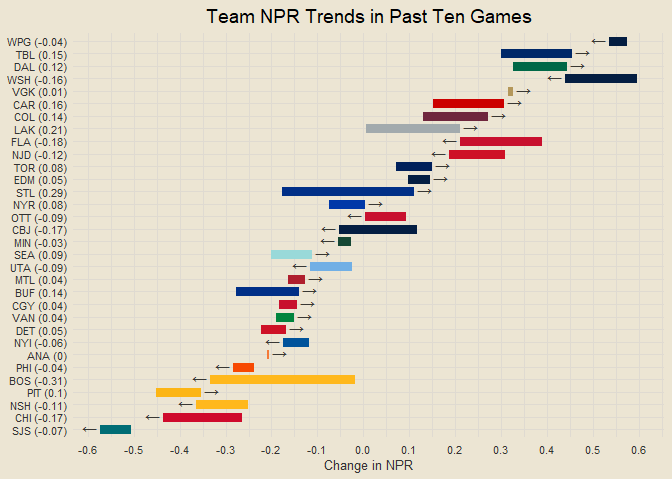 Team NPR Trends in Past Ten Games
WPG (-0.04)
TBL (0.15)
DAL (0.12)
WSH (-0.16)
VGK (0.01)
CAR (0.16)
COL (0.14)
LAK (0.21)
FLA (-0.18)
NJD (-0.12)
TOR (0.08)
EDM (0.05)
STL (0.29)
NYR (0.08)
OTT (-0.09)
CBJ (-0.17)
MIN (-0.03)
SEA (0.09)
UTA (-0.09)
MTL (0.04)
BUF (0.14)
CGY (0.04)
VAN (0.04)
DET (0.05)
NYI (-0.06)
ANA (0)
PHI (-0.04)
BOS (-0.31)
PIT (0.1)
NSH (-0.11)
CHI (-0.17)
SJS (-0.07)
-0.6 -0.5 -0.4 -0.3 -0.2 -0.1 0.0 0.1 0.2 0.3 0.4 0.5 0.6
Change in NPR